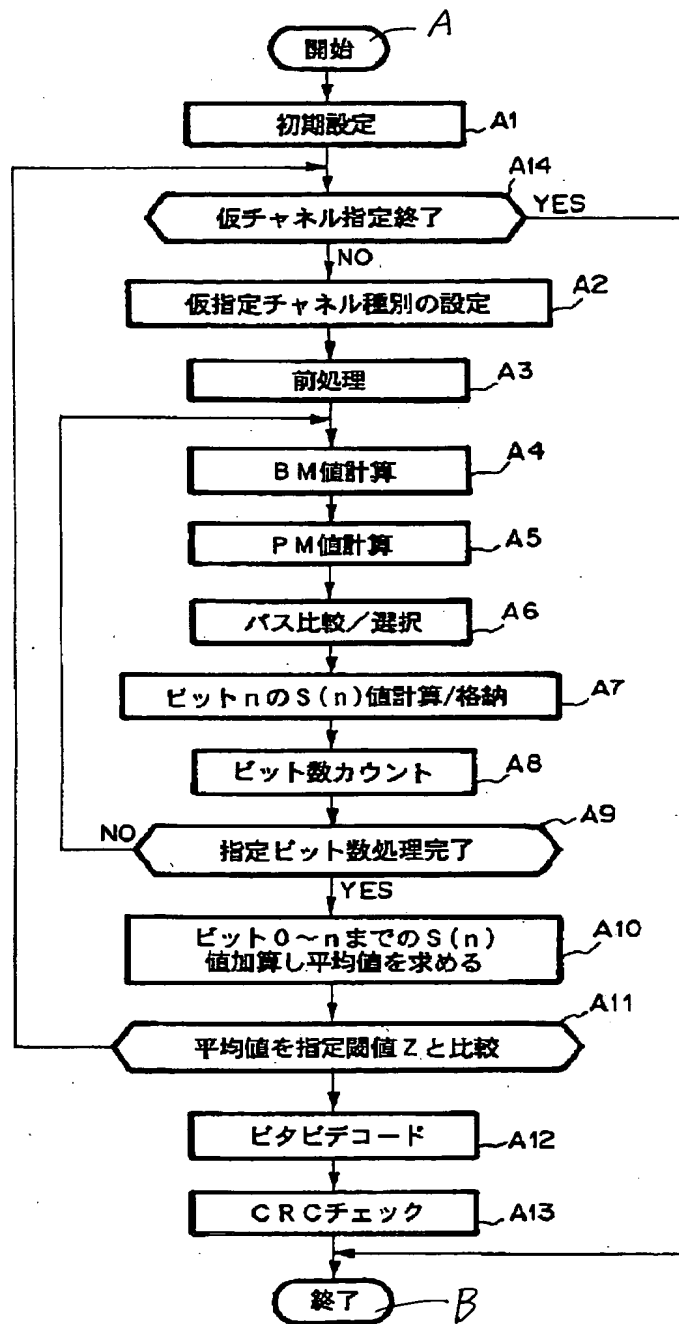 開始
A
初期設定
A1
A14
仮チャネル指定終了
YES
NO
仮指定チャネル種別の設定
A2
前処理
A3
BM値計算
A4
PM値計算
A5
パス比較/選択
A6
ビットnのS(n)値計算/格納
A7
ビット数カウント
A8
NO
A9
指定ビット数処理完了
YES
ビット0~nまでのS(n)
値加算し平均値を求める
A10
A11
平均値を指定閾値Zと比較
ビタビデコード
A12
CRCチェック
A13
終了
B